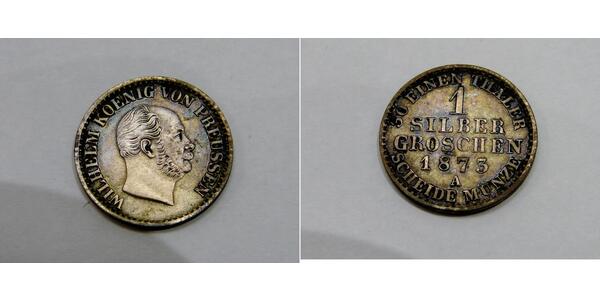 WILHELM KOENIG VON PREUSSEN
30 EINEN THALER
1
SILBER
GROSCHEN
1873
A
SCHEIDE MÜNZE